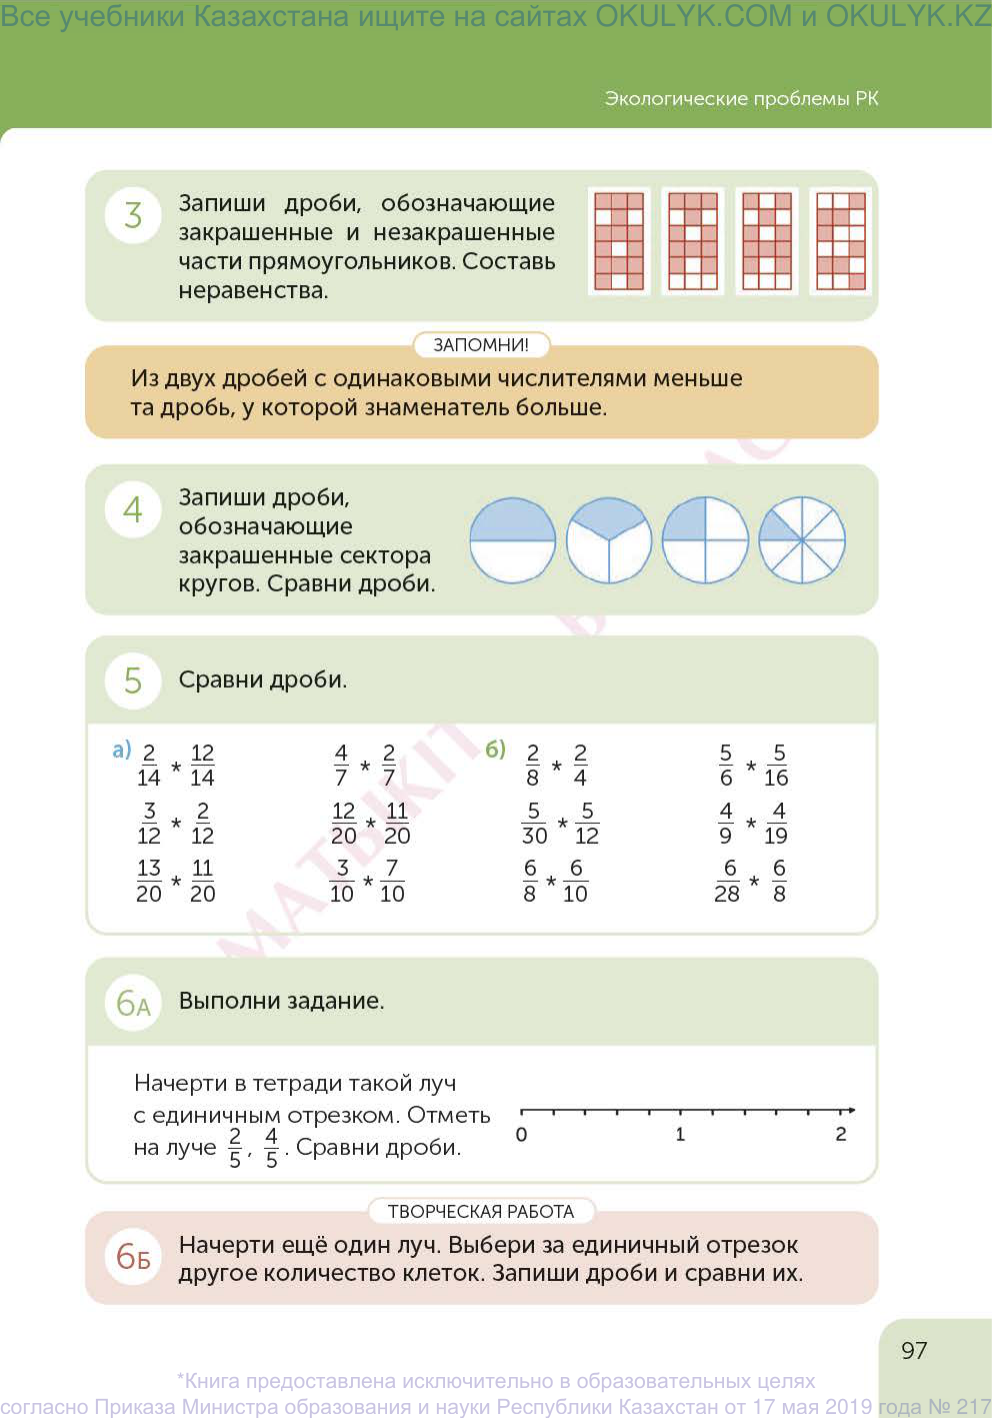 Все учебники Казахстана ищите на сайтах OKULYK.COM и OKULYK.KZ
Экологические проблемы РК
3
Запиши дроби, обозначающие
закрашенные и незакрашенные
части прямоугольников. Составь
неравенства.
ЗАПОМНИ!
Из двух дробей с одинаковыми числителями меньше
та дробь, у которой знаменатель больше.
4
Запиши дроби,
обозначающие
закрашенные сектора
кругов. Сравни дроби.
5
Сравни дроби.
а) 2/14 * 12/14 4/7 * 2/7 б) 2/8 * 2/4 5/6 * 5/16
3/12 * 2/12 12/20 * 11/20 5/30 * 5/12 4/9 * 4/19
13/20 * 11/20 3/10 * 7/10 6/8 * 6/10 6/28 * 6/8
6А
Выполни задание.
Начерти в тетради такой луч
с единичным отрезком. Отметь
на луче 2/5, 4/5. Сравни дроби.
0 1 2
ТВОРЧЕСКАЯ РАБОТА
6Б
Начерти ещё один луч. Выбери за единичный отрезок
другое количество клеток. Запиши дроби и сравни их.
97
*Книга предоставлена исключительно в образовательных целях
согласно Приказа Министра образования и науки Республики Казахстан от 17 мая 2019 года № 217